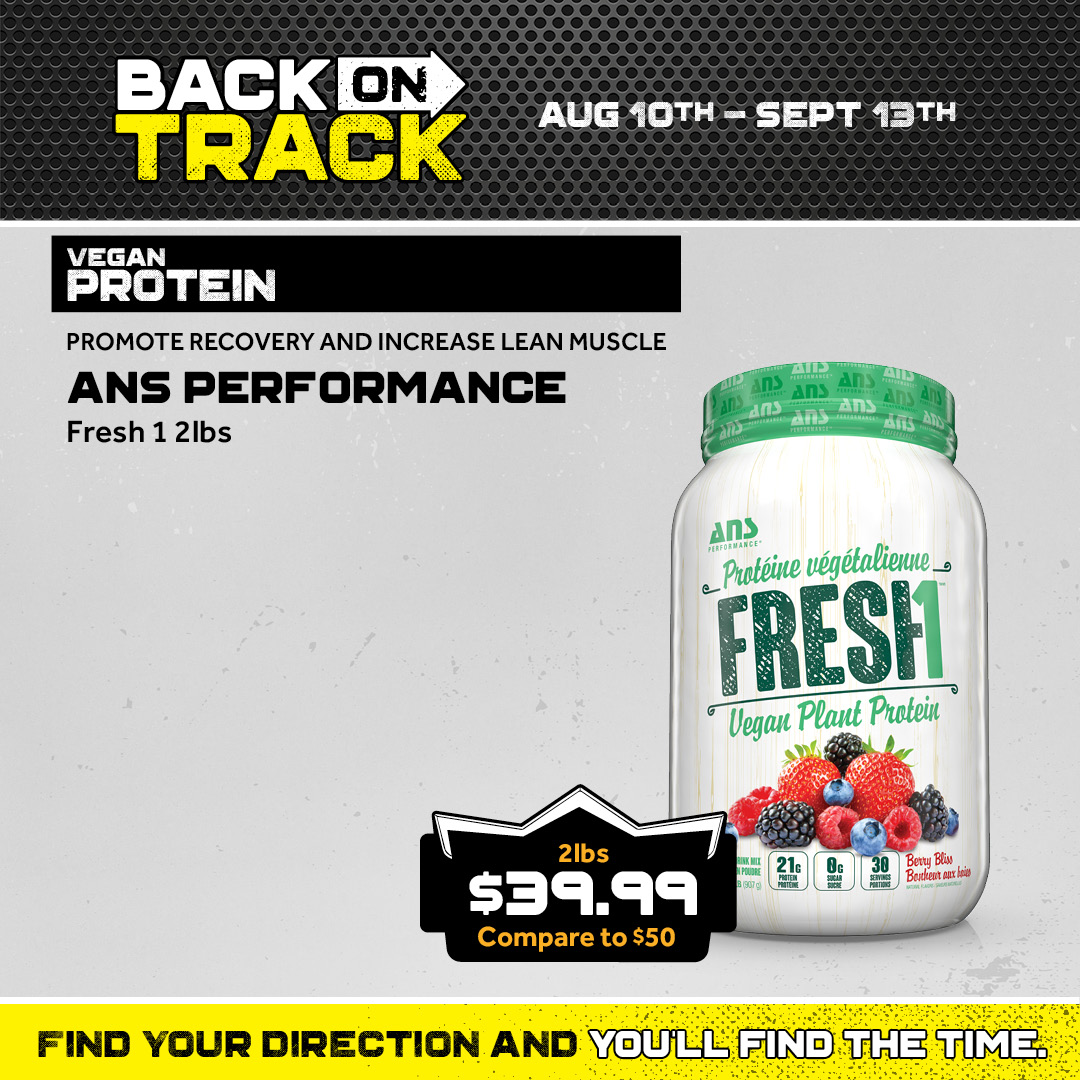 BACK ON
TRACK
AUG 10TH – SEPT 13TH
VEGAN
PROTEIN
PROMOTE RECOVERY AND INCREASE LEAN MUSCLE
ANS PERFORMANCE
Fresh 1 2lbs
ANS
PERFORMANCE
Protéine végétalienne
FRESH1
Vegan Plant Protein
21G
PROTEIN
PROTÉINE
0G
SUGAR
SUCRE
30
SERVINGS
PORTIONS
Berry Bliss
Bonheur aux baies
(907 g)
2lbs
$39.99
Compare to $50
FIND YOUR DIRECTION AND YOU'LL FIND THE TIME.